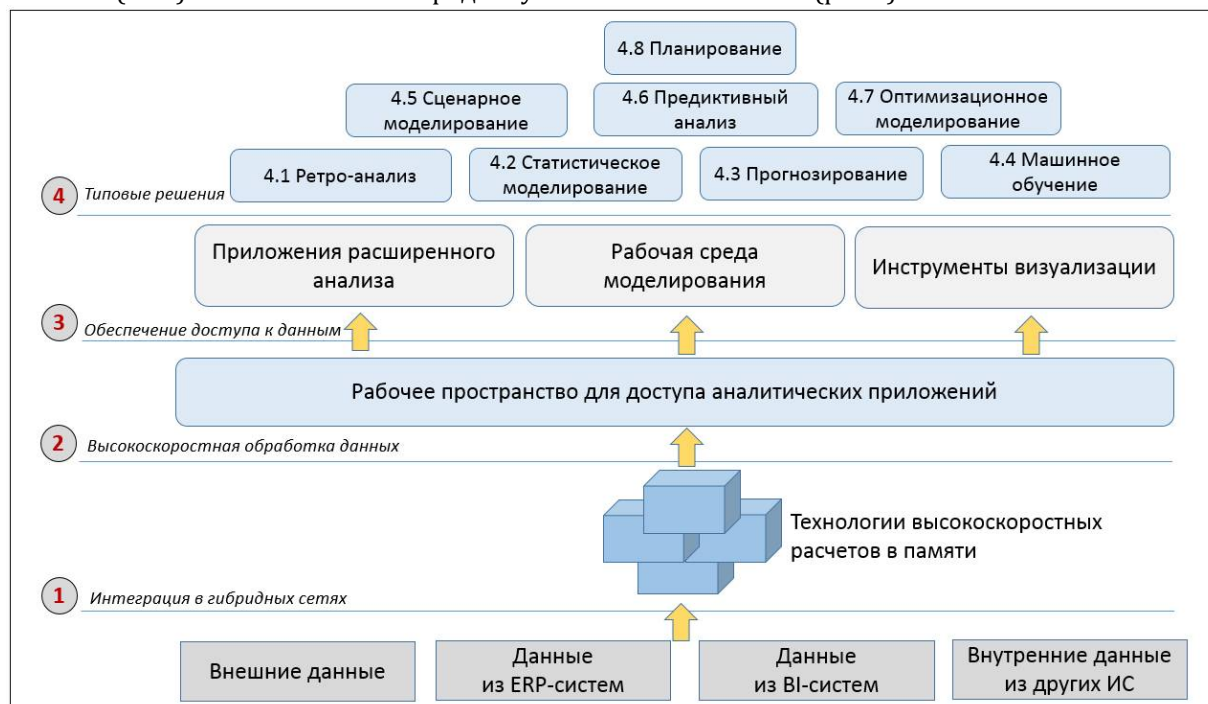 4.8 Планирование
4.5 Сценарное
моделирование
4.6 Предиктивный
анализ
4.7 Оптимизационное
моделирование
4.1 Ретро-анализ
4.2 Статистическое
моделирование
4.3 Прогнозирование
4.4 Машинное
обучение
4 Типовые решения
Приложения расширенного
анализа
Рабочая среда
моделирования
Инструменты визуализации
3 Обеспечение доступа к данным
Рабочее пространство для доступа аналитических приложений
2 Высокоскоростная обработка данных
Технологии высокоскоростных
расчетов в памяти
1 Интеграция в гибридных сетях
Внешние данные
Данные
из ERP-систем
Данные
из BI-систем
Внутренние данные
из других ИС